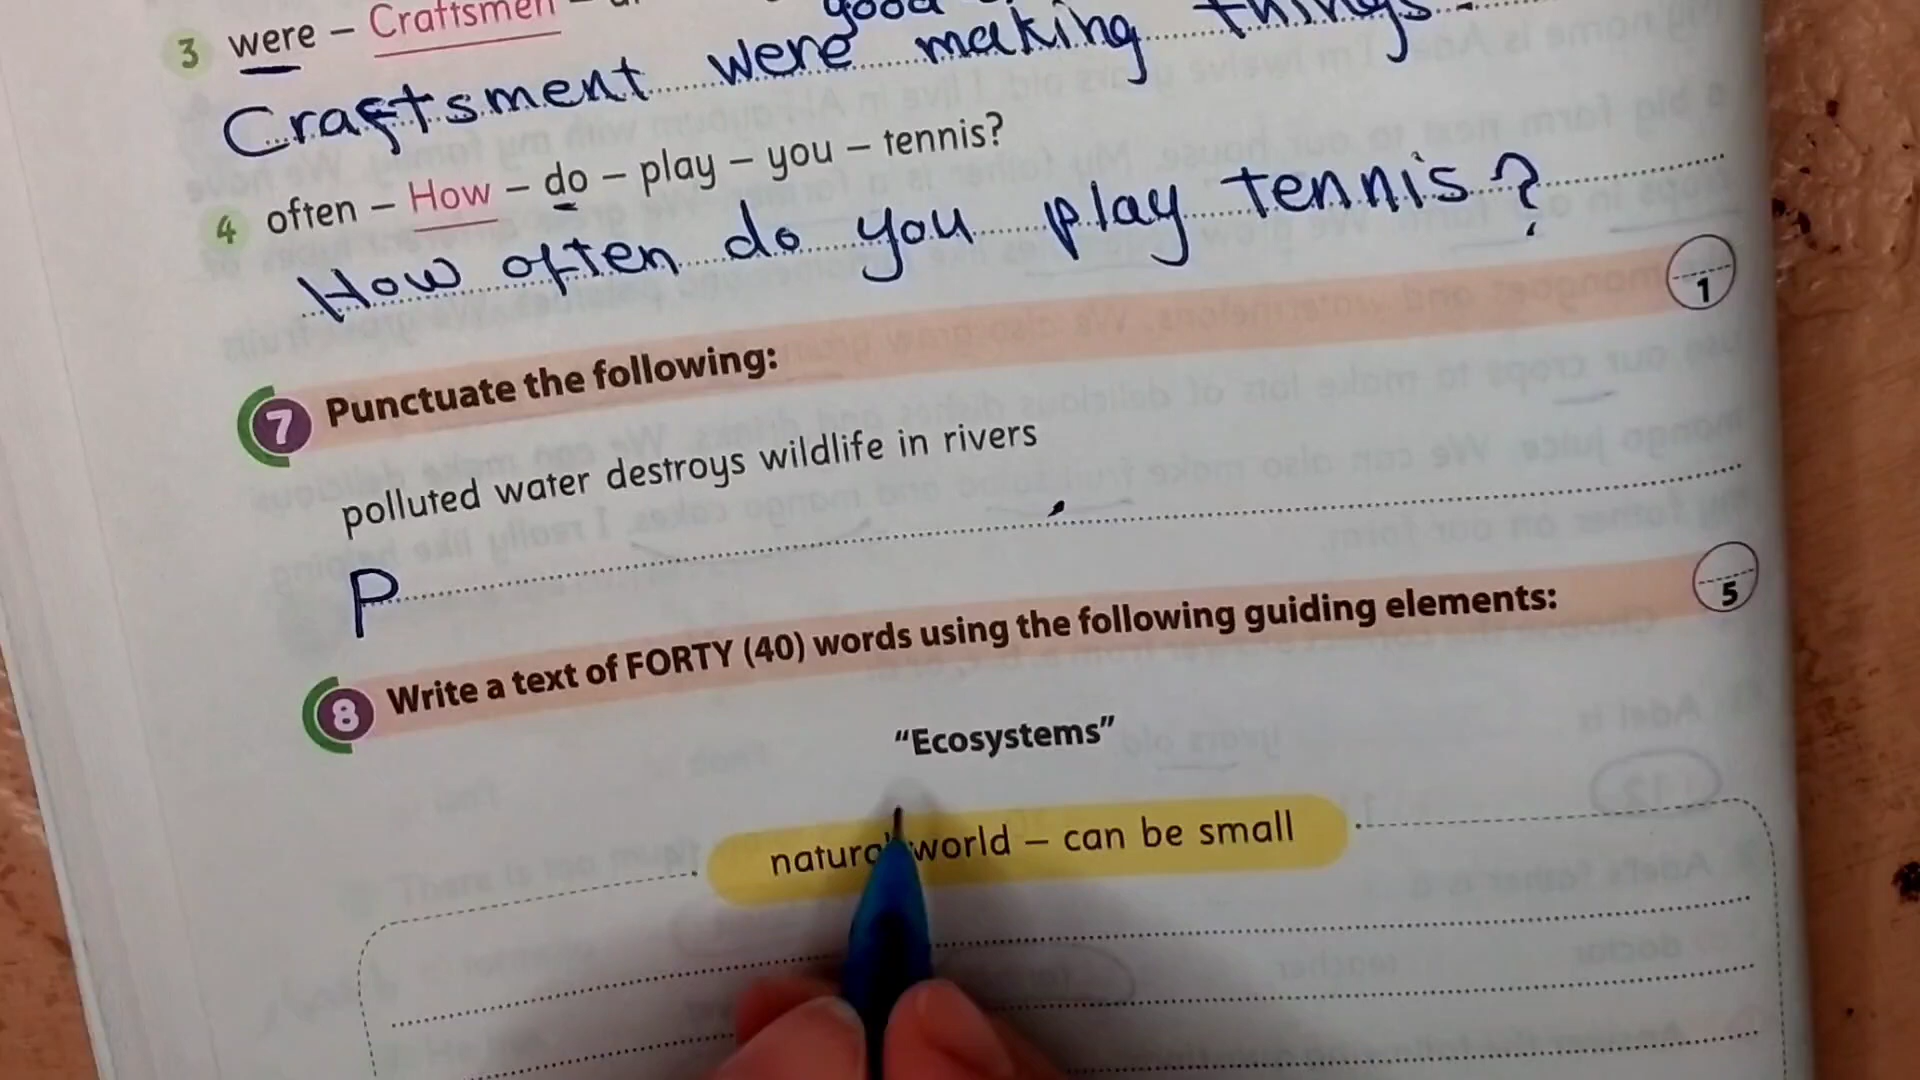 3 were – Craftsmen
good
Craftsment were making things.
4 often – How – do – play – you – tennis?
How often do you play tennis?
1
7 Punctuate the following:
polluted water destroys wildlife in rivers
P .
5
8 Write a text of FORTY (40) words using the following guiding elements:
"Ecosystems"
natural world – can be small